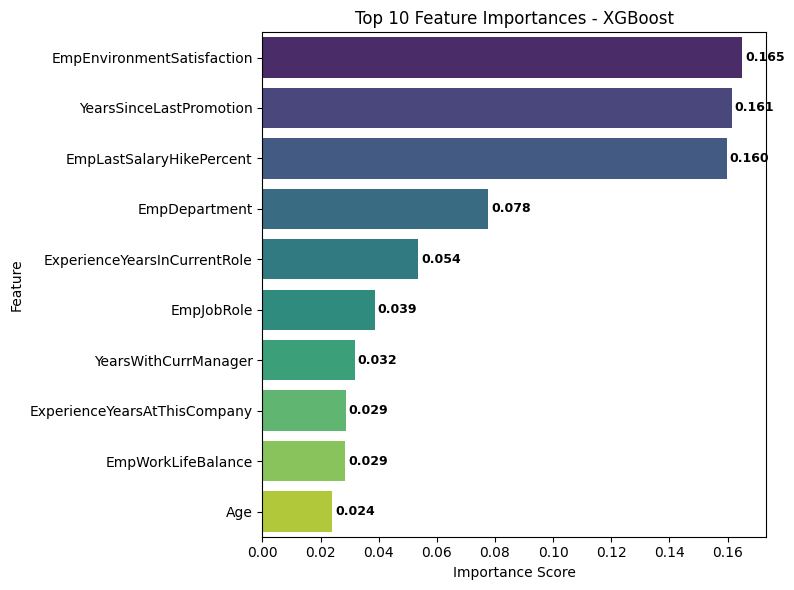 Top 10 Feature Importances - XGBoost
Feature
EmpEnvironmentSatisfaction 0.165
YearsSinceLastPromotion 0.161
EmpLastSalaryHikePercent 0.160
EmpDepartment 0.078
ExperienceYearsInCurrentRole 0.054
EmpJobRole 0.039
YearsWithCurrManager 0.032
ExperienceYearsAtThisCompany 0.029
EmpWorkLifeBalance 0.029
Age 0.024
0.00 0.02 0.04 0.06 0.08 0.10 0.12 0.14 0.16
Importance Score